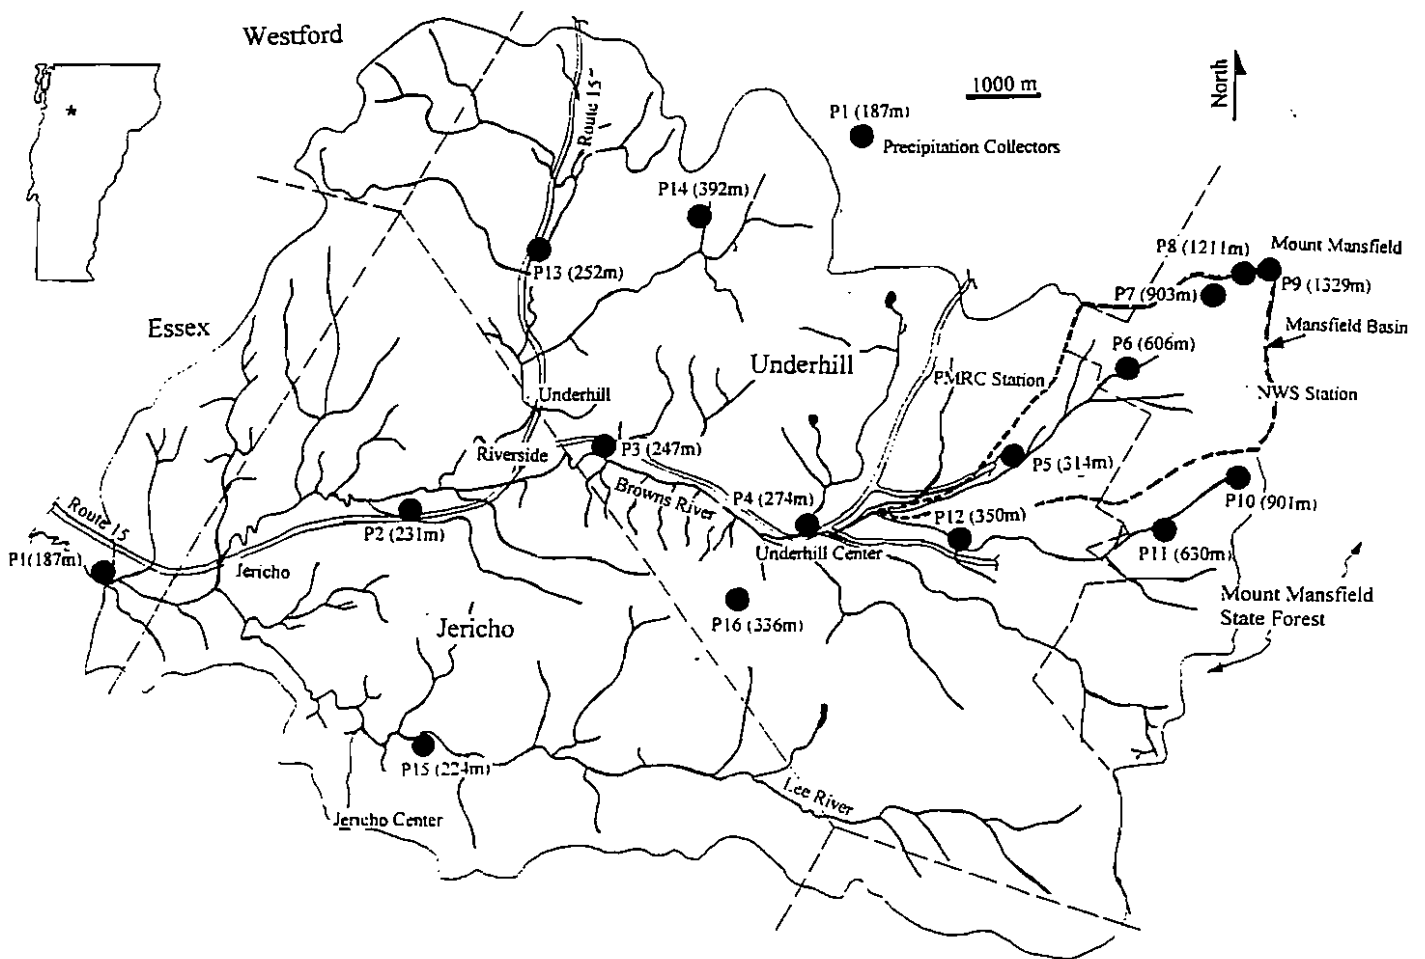 Westford
Route 15
1000 m
North
P1 (187m)
Precipitation Collectors
P14 (392m)
P13 (252m)
P8 (1211m)
Mount Mansfield
P7 (903m)
P9 (1329m)
Essex
Mansfield Basin
P6 (606m)
Underhill
PMRC Station
NWS Station
Underhill
Riverside
P3 (247m)
P5 (314m)
Browns River
P4 (274m)
P10 (901m)
Route 15
P2 (231m)
P12 (350m)
P11 (630m)
Underhill Center
P1(187m)
Jericho
Mount Mansfield
State Forest
Jericho
P16 (336m)
P15 (224m)
Lee River
Jericho Center